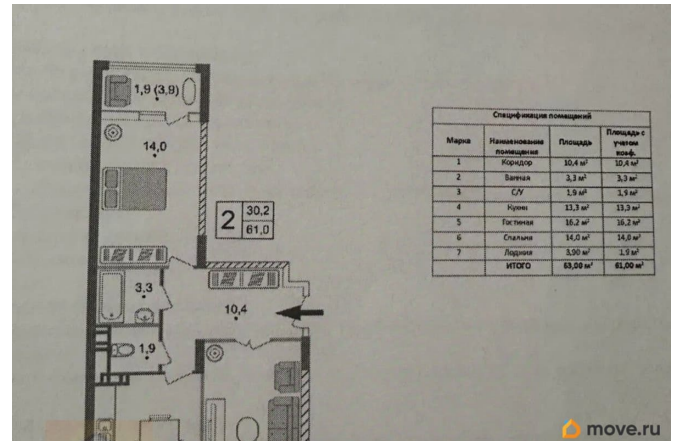 1,9 (3,9)
14,0
2 30,2
61,0
3.3
10,4
1.9
Спецификация помещений
Марка Наименование помещения Площадь Площадь с учетом коэф.
1 Коридор 10,4 м² 10,4 м²
2 Ванная 3,3 м² 3,3 м²
3 С/У 1,9 м² 1,9 м²
4 Кухни 13,3 м² 13,3 м²
5 Гостиная 16,2 м² 16,2 м²
6 Спальня 14,0 м² 14,0 м²
7 Лоджия 3,90 м² 1,9 м²
ИТОГО 63,00 м² 61,00 м²
move.ru